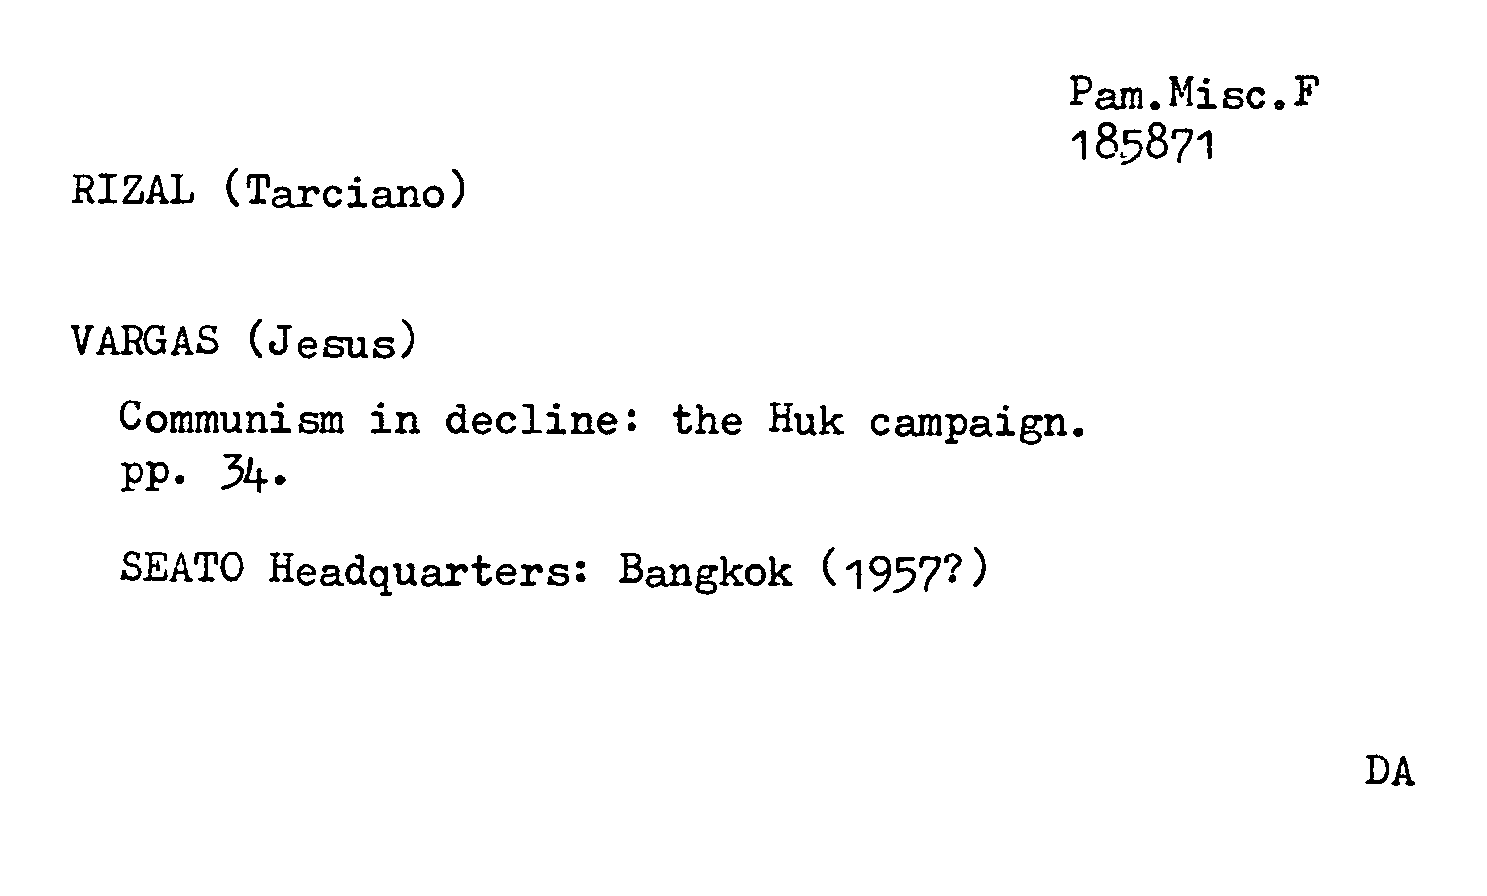 Pam.Misc.F
185871
RIZAL (Tarciano)
VARGAS (Jesus)
Communism in decline: the Huk campaign.
pp. 34.
SEATO Headquarters: Bangkok (1957?)
DA